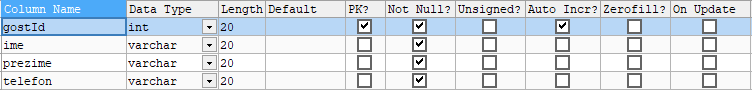 Column Name Data Type Length Default PK? Not Null? Unsigned? Auto Incr? Zerofill? On Update
gostId int 20
ime varchar 20
prezime varchar 20
telefon varchar 20